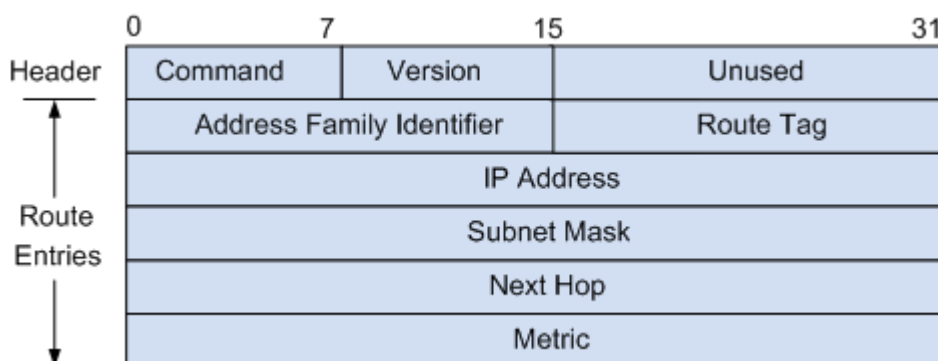 0 7 15 31
Header Command Version Unused
Address Family Identifier Route Tag
IP Address
Route Entries
Subnet Mask
Next Hop
Metric